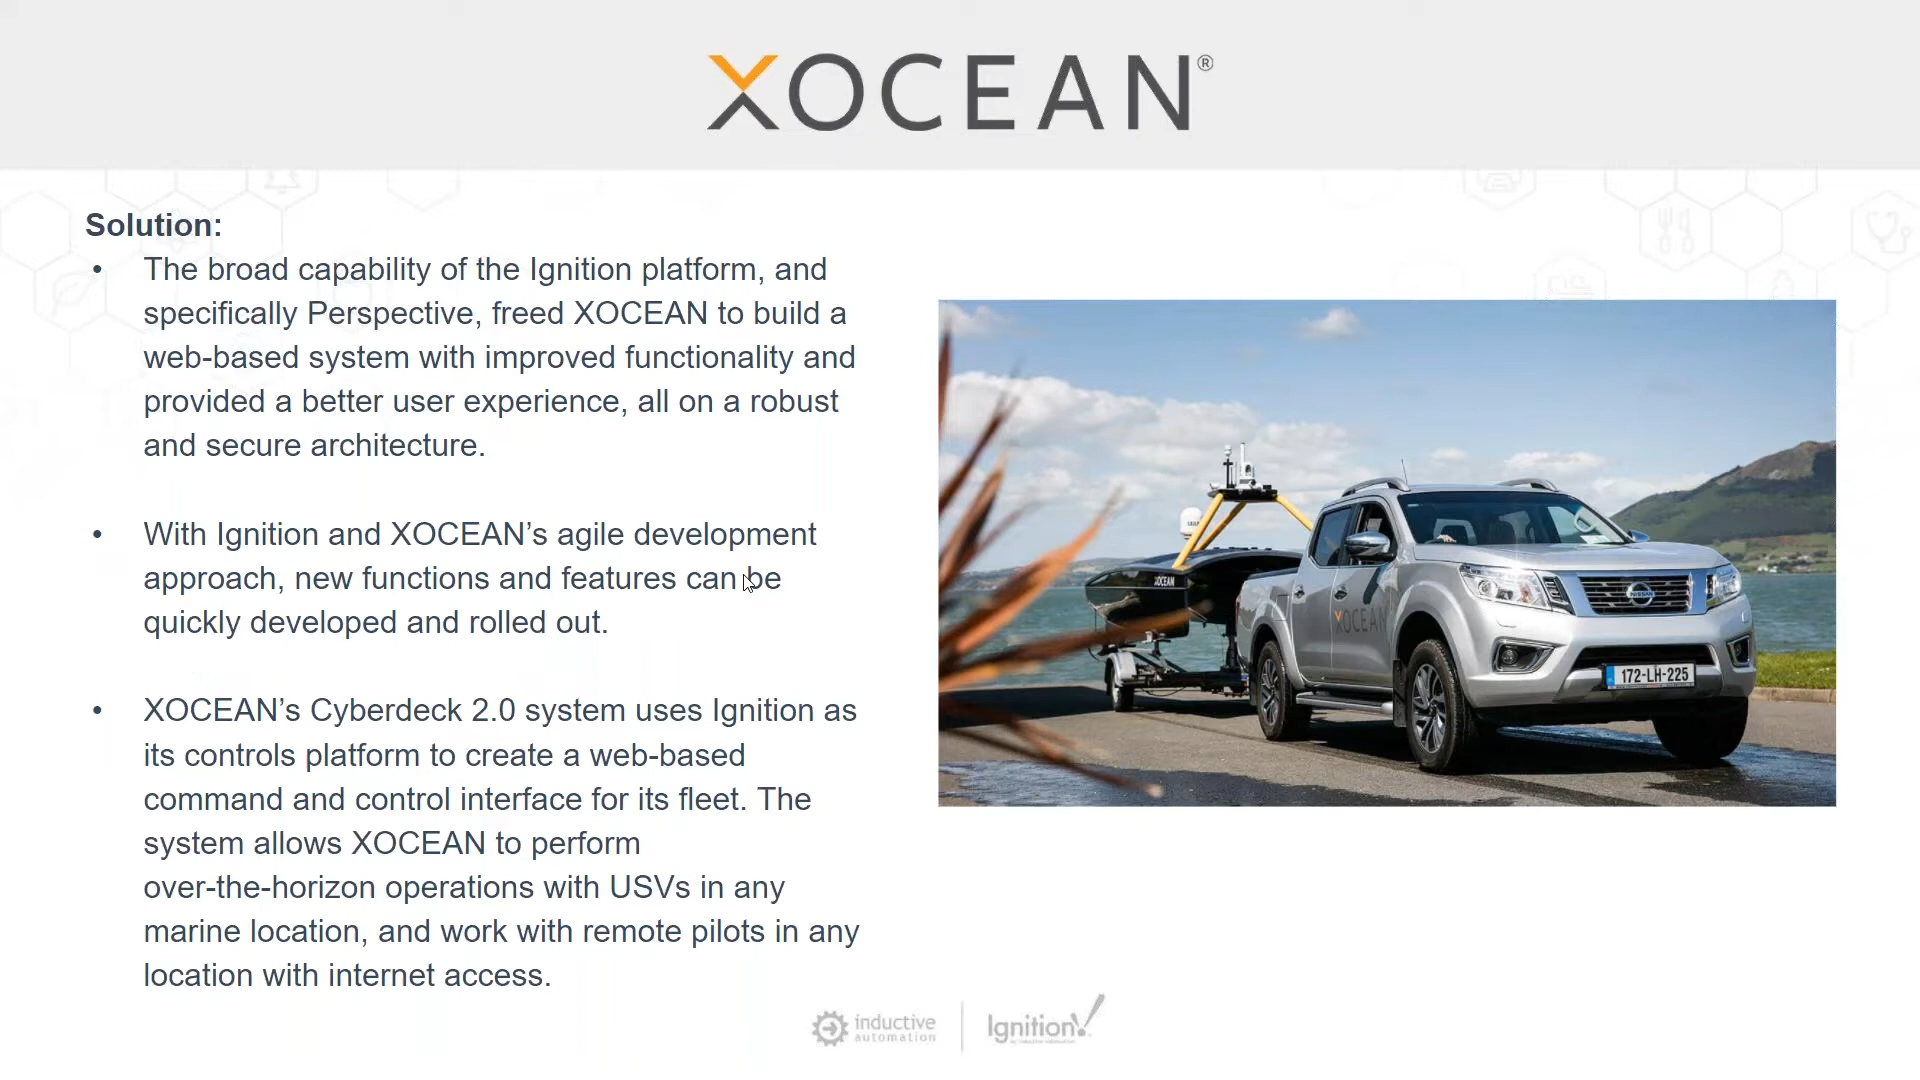 XOCEAN®
Solution:
• The broad capability of the Ignition platform, and
specifically Perspective, freed XOCEAN to build a
web-based system with improved functionality and
provided a better user experience, all on a robust
and secure architecture.
• With Ignition and XOCEAN’s agile development
approach, new functions and features can be
quickly developed and rolled out.
• XOCEAN’s Cyberdeck 2.0 system uses Ignition as
its controls platform to create a web-based
command and control interface for its fleet. The
system allows XOCEAN to perform
over-the-horizon operations with USVs in any
marine location, and work with remote pilots in any
location with internet access.
XOCEAN
XOCEAN
NISSAN
172-LH-225
inductive
automation
Ignition!